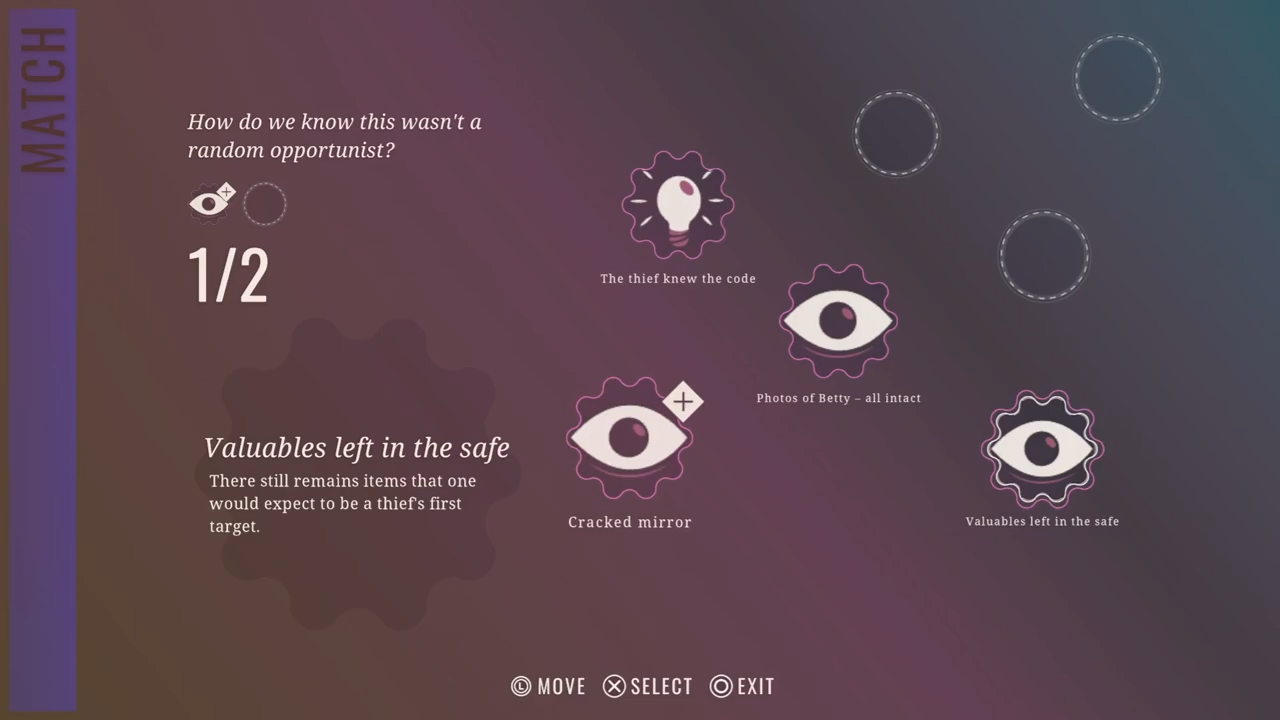 MATCH
How do we know this wasn't a
random opportunist?
1/2
The thief knew the code
Photos of Betty – all intact
Valuables left in the safe
There still remains items that one
would expect to be a thief's first
target.
Cracked mirror
Valuables left in the safe
L MOVE SELECT EXIT